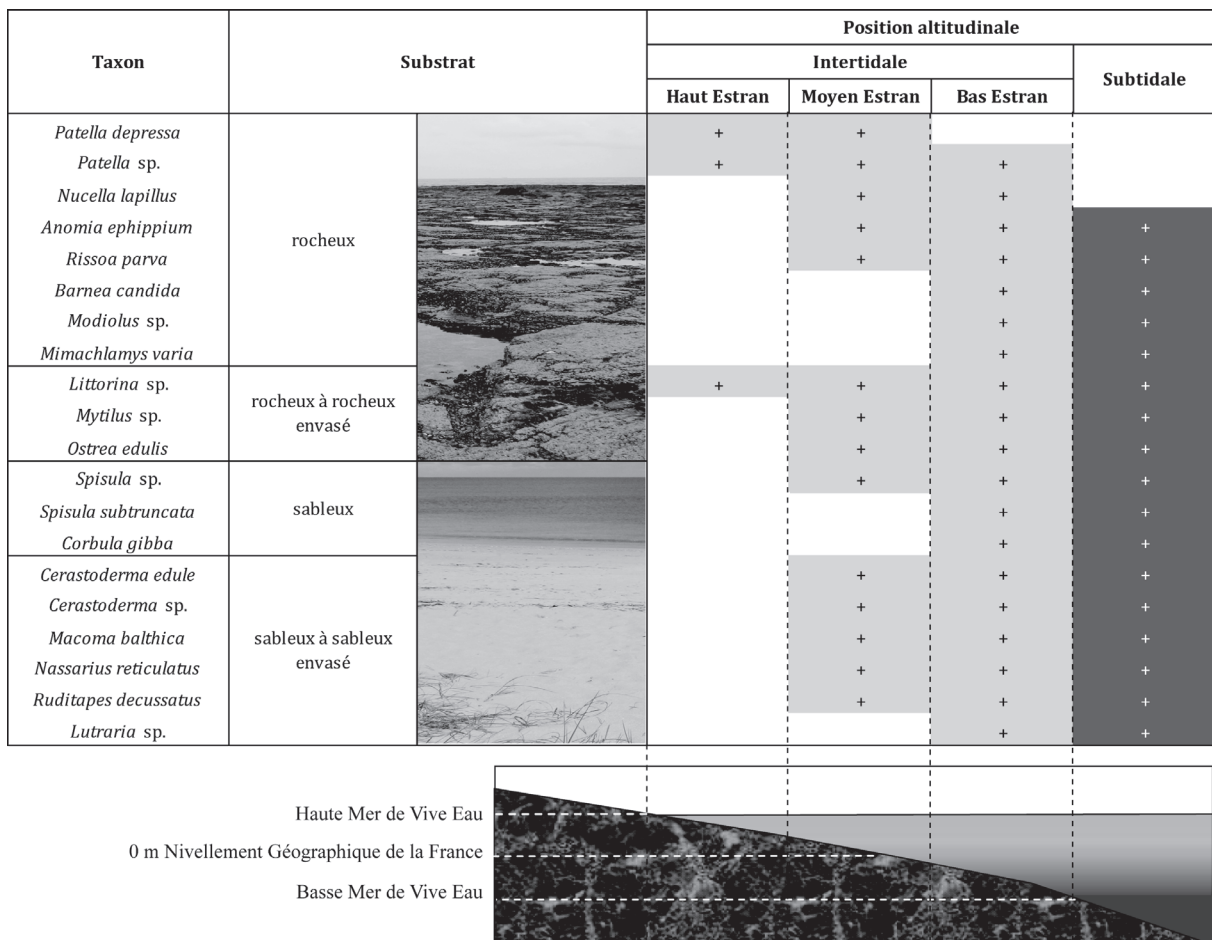 Taxon Substrat Position altitudinale
Intertidale Subtidale
Haut Estran Moyen Estran Bas Estran
Patella depressa + +
Patella sp. + + +
Nucella lapillus + +
Anomia ephippium + + +
rocheux
Rissoa parva + + +
Barnea candida + +
Modiolus sp. + +
Mimachlamys varia + +
Littorina sp. + + + +
rocheux à rocheux
envasé
Mytilus sp. + + +
Ostrea edulis + + +
Spisula sp. + + +
Spisula subtruncata sableux + +
Corbula gibba + +
Cerastoderma edule + + +
Cerastoderma sp. + + +
Macoma balthica sableux à sableux + + +
envasé
Nassarius reticulatus + + +
Ruditapes decussatus + + +
Lutraria sp. + +
Haute Mer de Vive Eau
0 m Nivellement Géographique de la France
Basse Mer de Vive Eau